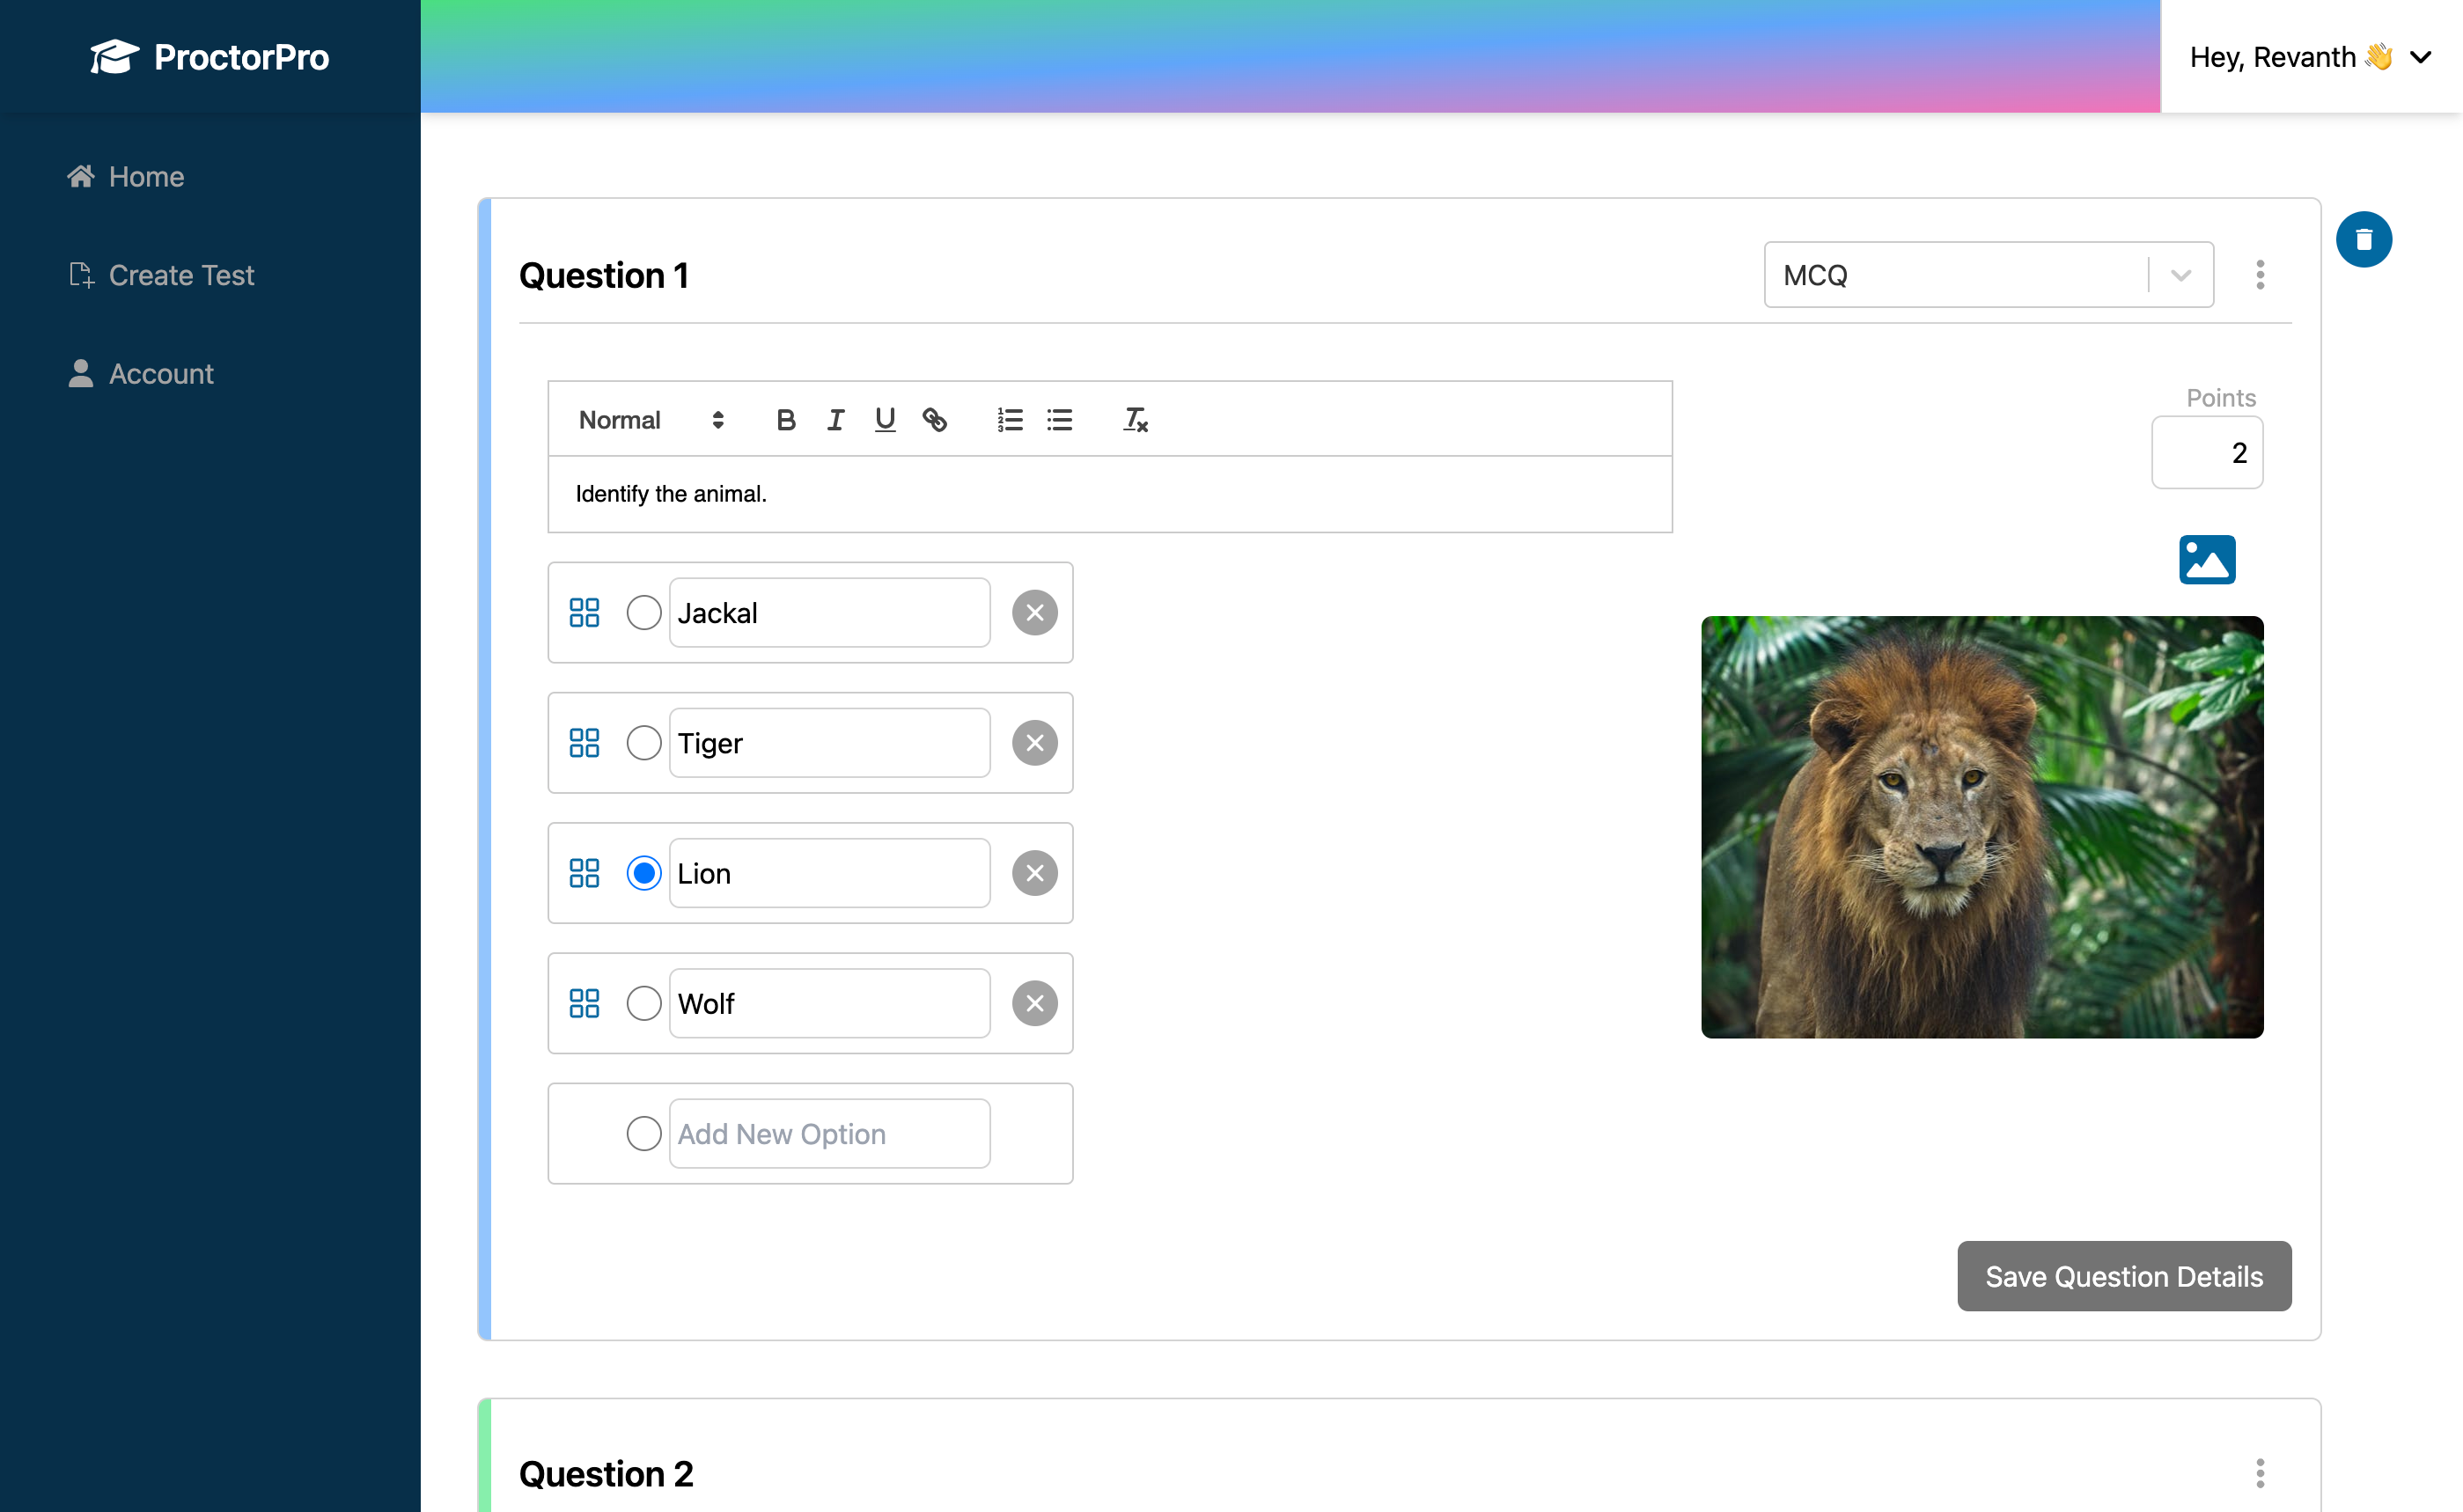 ProctorPro
Hey, Revanth 👋
Home
Create Test
Account
Question 1
MCQ
Normal
Points
2
Identify the animal.
Jackal
Tiger
Lion
Wolf
Add New Option
Save Question Details
Question 2